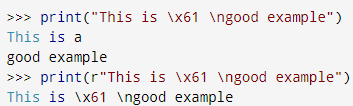 >>> print("This is \x61 \ngood example")
This is a
good example
>>> print(r"This is \x61 \ngood example")
This is \x61 \ngood example